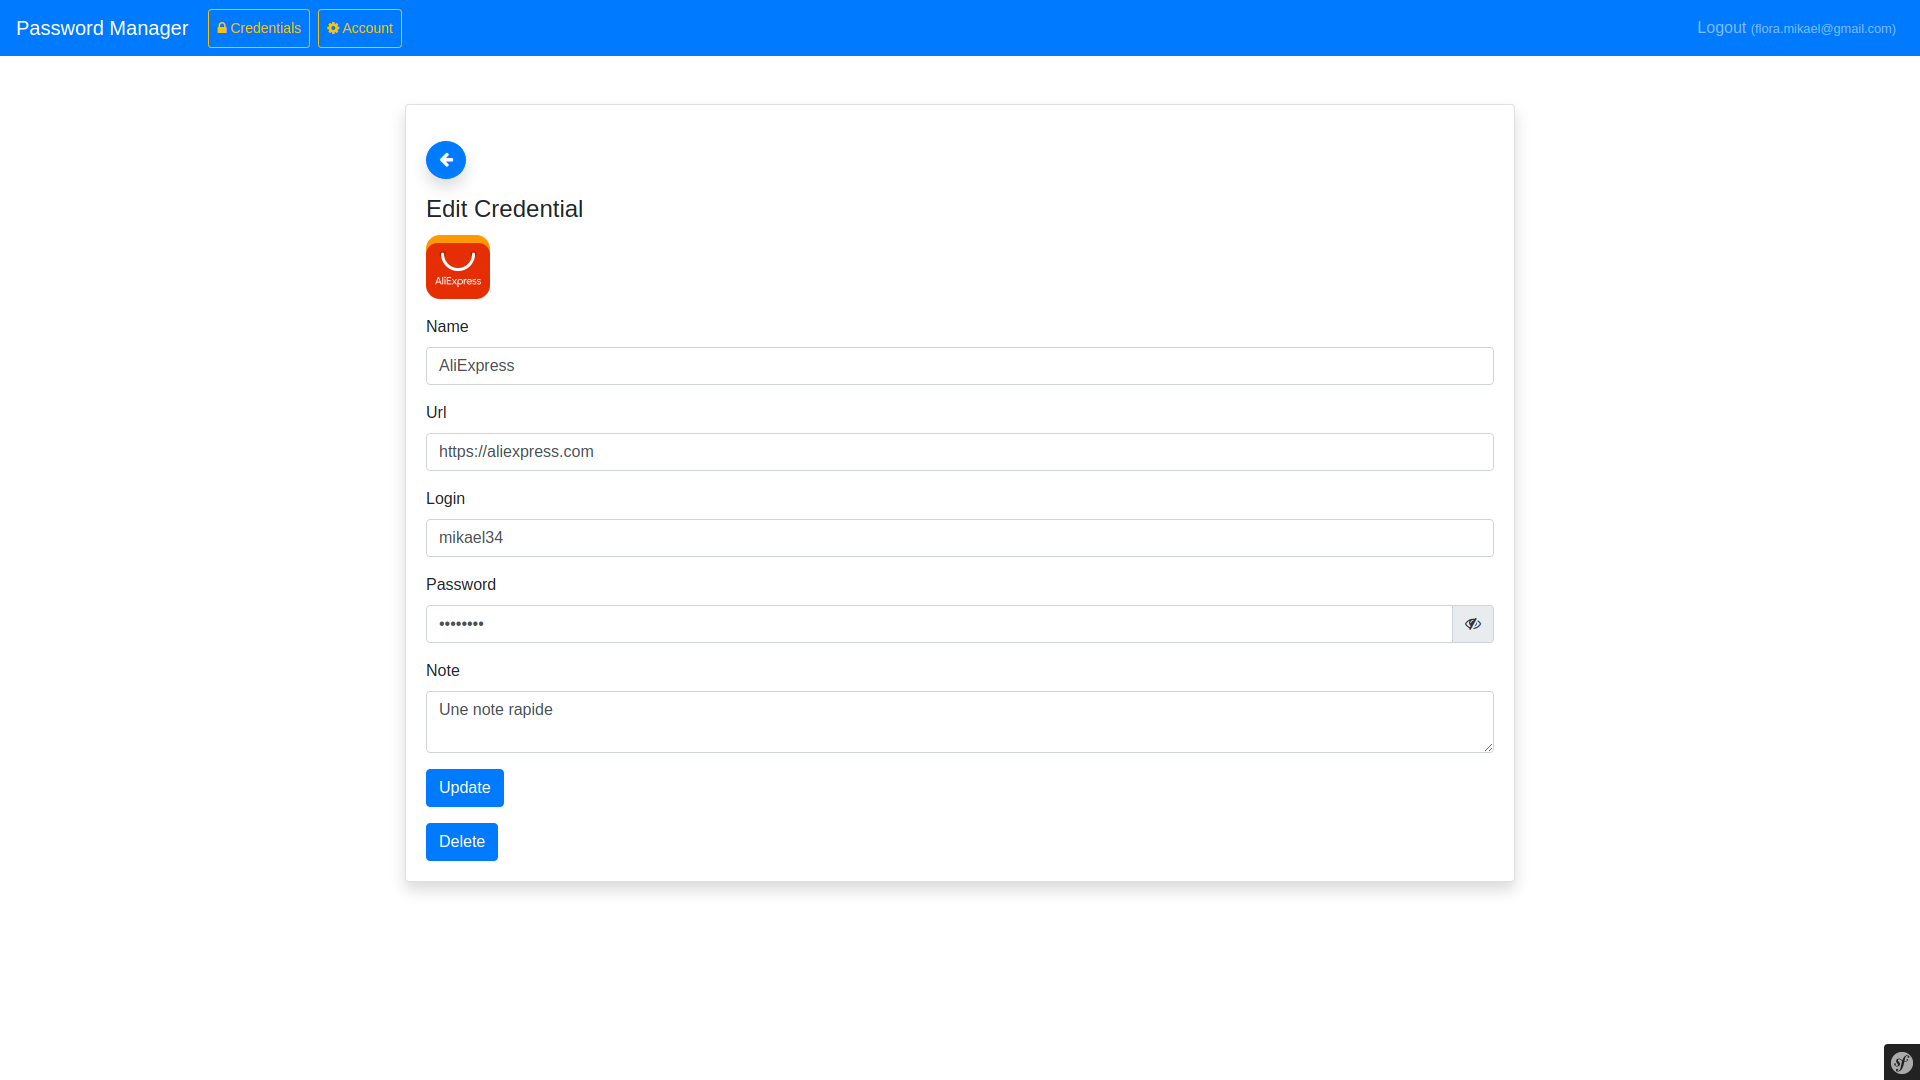 Password Manager
Credentials
Account
Logout (flora.mikael@gmail.com)
Edit Credential
AliExpress
Name
AliExpress
Url
https://aliexpress.com
Login
mikael34
Password
••••••••
Note
Une note rapide
Update
Delete
sf